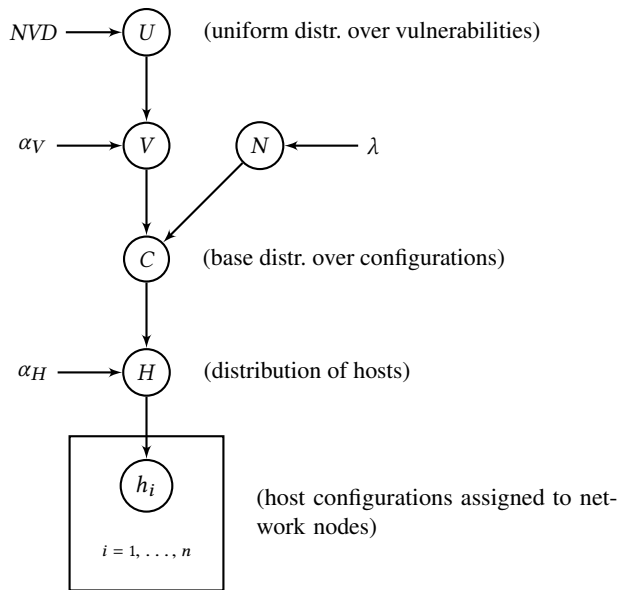 NVD U (uniform distr. over vulnerabilities)
α_V V N λ
C (base distr. over configurations)
α_H H (distribution of hosts)
h_i
(host configurations assigned to net-
work nodes)
i = 1, . . . , n